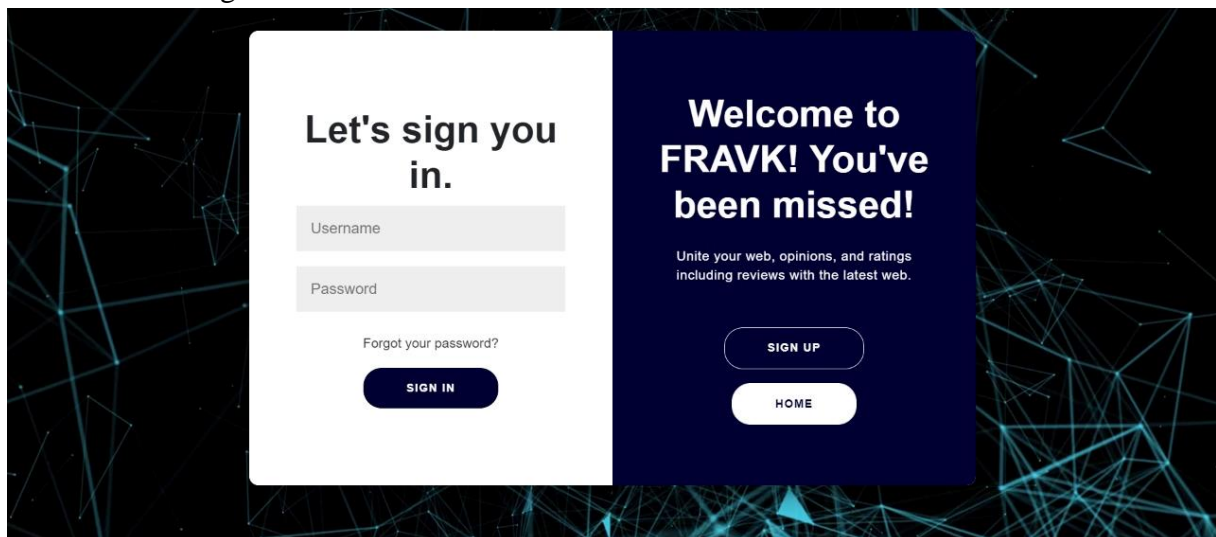 Let's sign you
in.
Username
Password
Forgot your password?
SIGN IN
Welcome to
FRAVK! You've
been missed!
Unite your web, opinions, and ratings
including reviews with the latest web.
SIGN UP
HOME